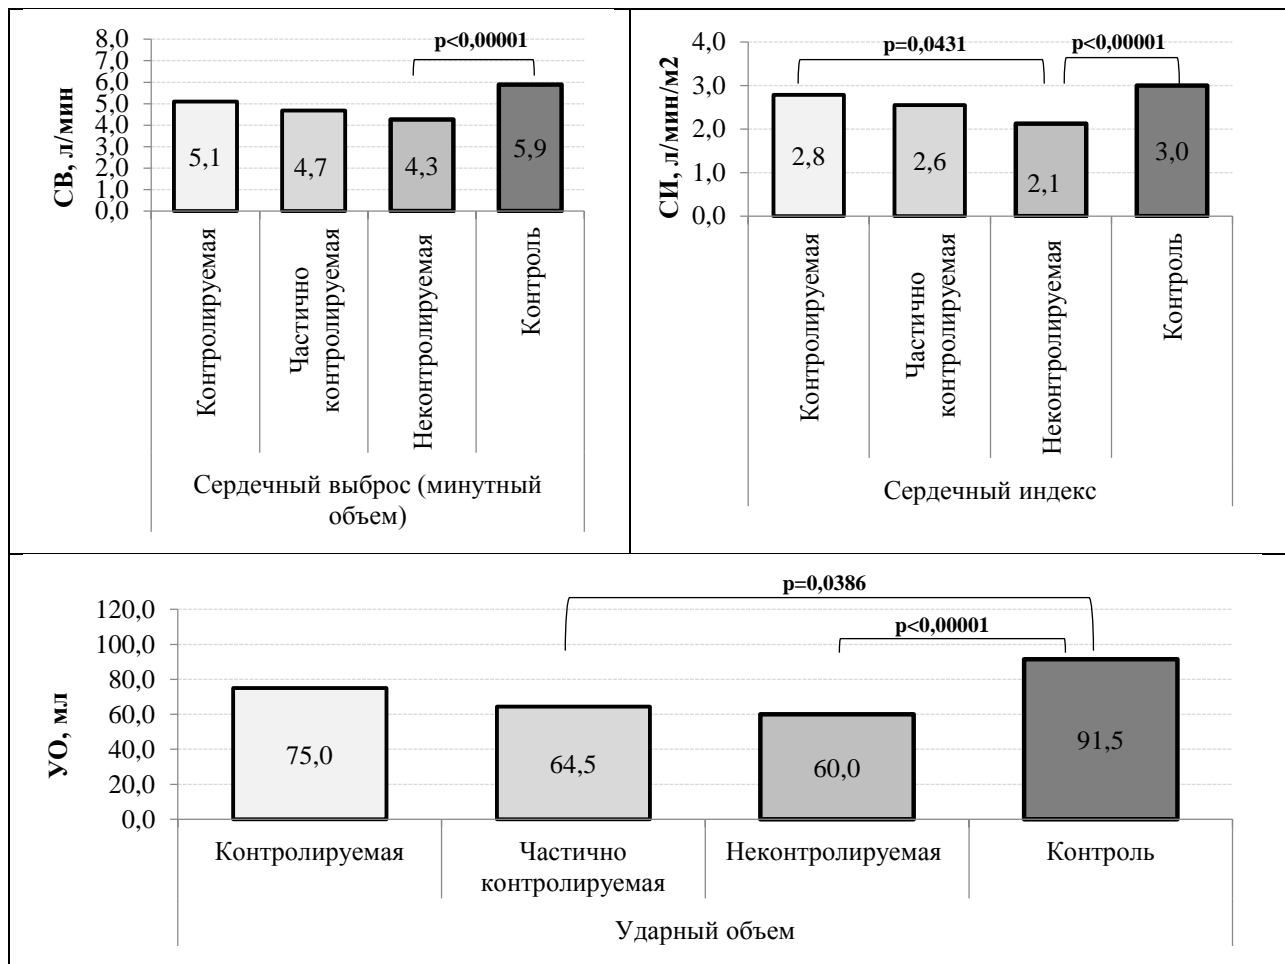 p<0,00001
СВ, л/мин
8,0
7,0
6,0
5,0
4,0
3,0
2,0
1,0
0,0
5,1
4,7
4,3
5,9
Контролируемая
Частично
контролируемая
Неконтролируемая
Контроль
Сердечный выброс (минутный
объем)
p=0,0431
p<0,00001
СИ, л/мин/м2
4,0
3,0
2,0
1,0
0,0
2,8
2,6
2,1
3,0
Контролируемая
Частично
контролируемая
Неконтролируемая
Контроль
Сердечный индекс
p=0,0386
p<0,00001
УО, мл
120,0
100,0
80,0
60,0
40,0
20,0
0,0
75,0
64,5
60,0
91,5
Контролируемая
Частично
контролируемая
Неконтролируемая
Контроль
Ударный объем